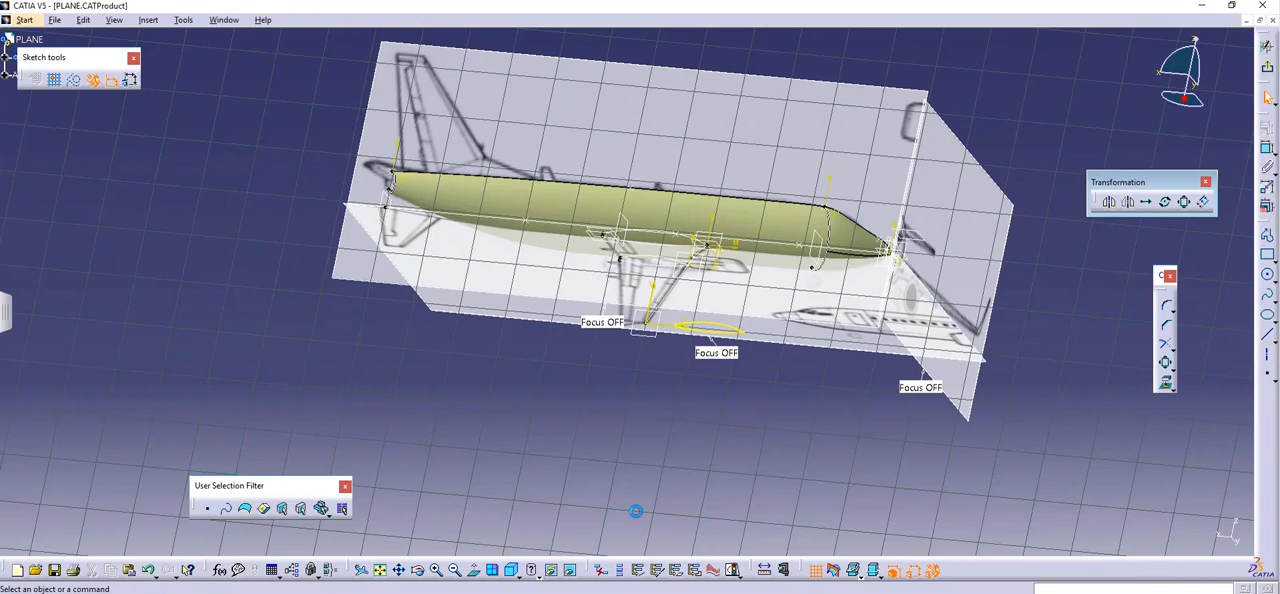 CATIA V5 - [PLANE.CATProduct]
Start File Edit View Insert Tools Window Help
PLANE
Sketch tools
Transformation
Focus OFF
Focus OFF
Focus OFF
User Selection Filter
CATIA
Select an object or a command